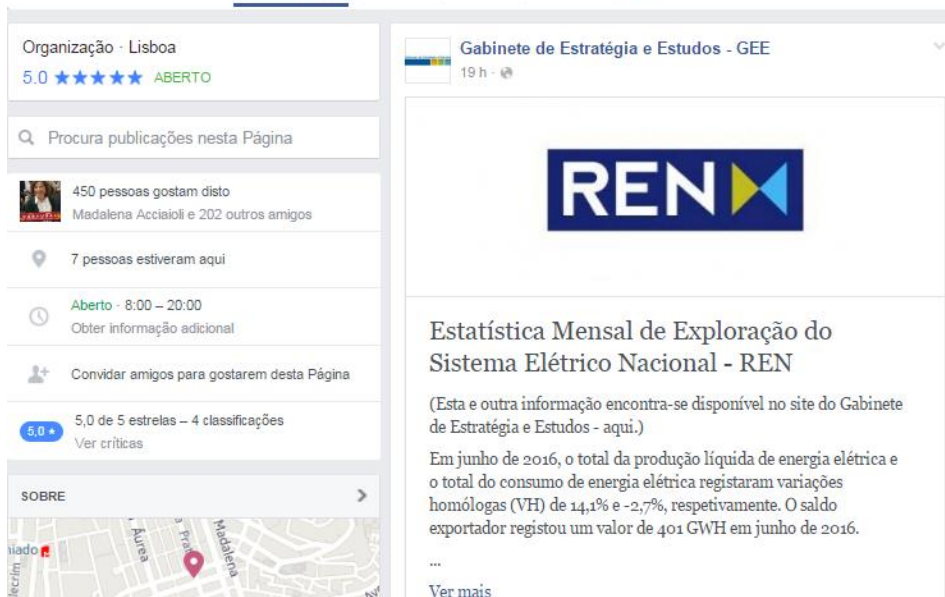 Organização · Lisboa
5.0 ★★★★★ ABERTO
Procura publicações nesta Página
450 pessoas gostam disto
Madalena Acciaioli e 202 outros amigos
7 pessoas estiveram aqui
Aberto · 8:00 – 20:00
Obter informação adicional
Convidar amigos para gostarem desta Página
5,0 ★
5,0 de 5 estrelas – 4 classificações
Ver críticas
SOBRE
Áurea
Prata
Madalena
Gabinete de Estratégia e Estudos - GEE
19 h ·
REN
Estatística Mensal de Exploração do
Sistema Elétrico Nacional - REN
(Esta e outra informação encontra-se disponível no site do Gabinete
de Estratégia e Estudos - aqui.)
Em junho de 2016, o total da produção líquida de energia elétrica e
o total do consumo de energia elétrica registaram variações
homólogas (VH) de 14,1% e -2,7%, respetivamente. O saldo
exportador registou um valor de 401 GWH em junho de 2016.
...
Ver mais